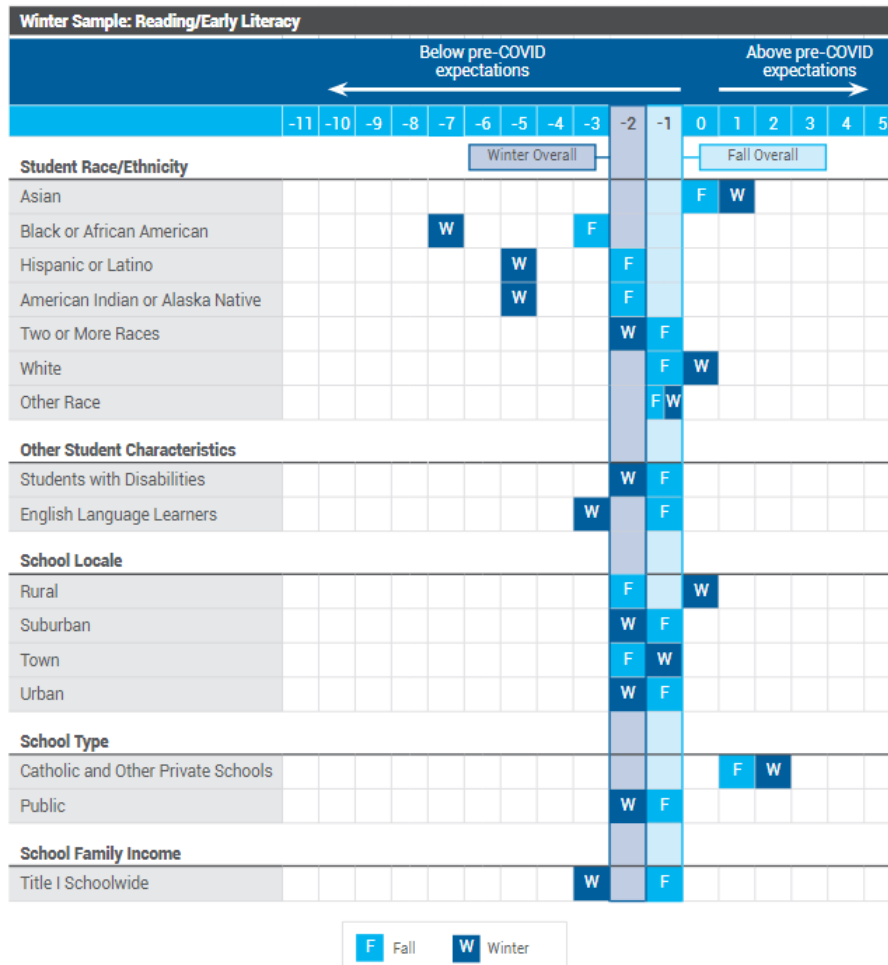 Winter Sample: Reading/Early Literacy
Below pre-COVID expectations
Above pre-COVID expectations
-11 -10 -9 -8 -7 -6 -5 -4 -3 -2 -1 0 1 2 3 4 5
Student Race/Ethnicity Winter Overall Fall Overall
Asian F W
Black or African American W F
Hispanic or Latino W F
American Indian or Alaska Native W F
Two or More Races W F
White F W
Other Race F W
Other Student Characteristics
Students with Disabilities W F
English Language Learners W F
School Locale
Rural F W
Suburban W F
Town F W
Urban W F
School Type
Catholic and Other Private Schools F W
Public W F
School Family Income
Title I Schoolwide W F
F Fall W Winter